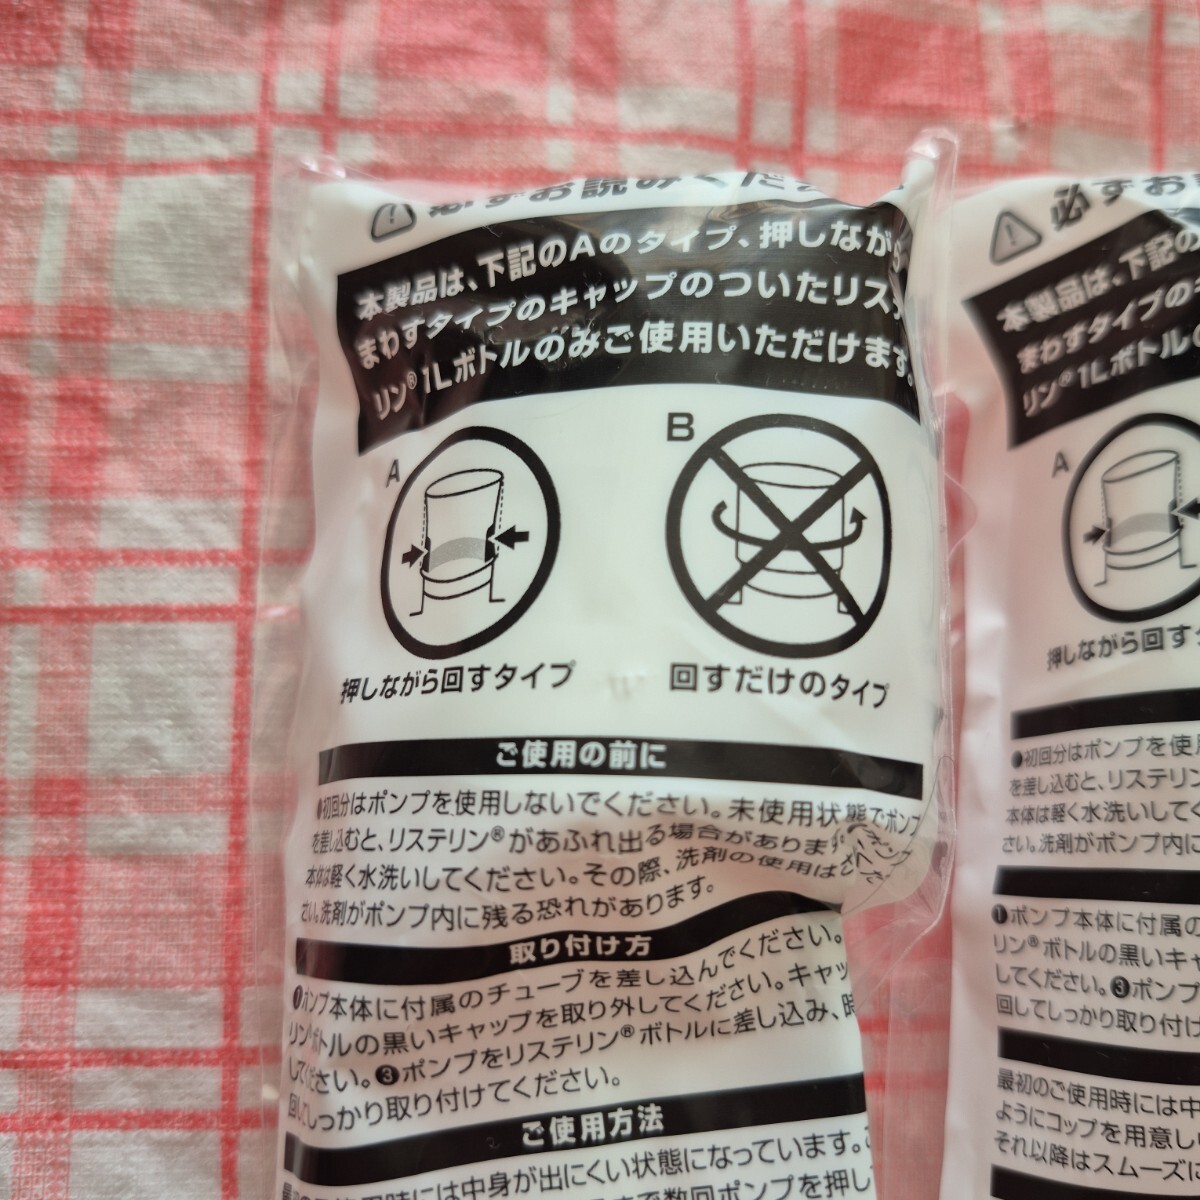 必ずお読みください
本製品は、下記のAのタイプ、押しながら
まわすタイプのキャップのついたリステ
リン®1Lボトルのみご使用いただけます。
A
B
押しながら回すタイプ
回すだけのタイプ
ご使用の前に
●初回分はポンプを使用しないでください。未使用状態でポンプ
を差し込むと、リステリン®があふれ出る場合があります。
本体は軽く水洗いしてください。その際、洗剤の使用は
さい。洗剤がポンプ内に残る恐れがあります。
取り付け方
❶ポンプ本体に付属のチューブを差し込んでください。
リン®ボトルの黒いキャップを取り外してください。キャッ
してください。❸ポンプをリステリン®ボトルに差し込み、時
回してしっかり取り付けてください。
ご使用方法
用時には中身が出にくい状態になっています。
で数回ポンプを押し
必ずお
本製品は、下記の
まわすタイプの
リン®1Lボトル
A
押しながら回す
●初回分はポンプを使
を差し込むと、リステリン
本体は軽く水洗いしてく
さい。洗剤がポンプ内に
❶ポンプ本体に付属の
リン®ボトルの黒いキャ
してください。❸ポンプ
回してしっかり取り付け
最初のご使用時には中
ようにコップを用意し
それ以降はスムーズに